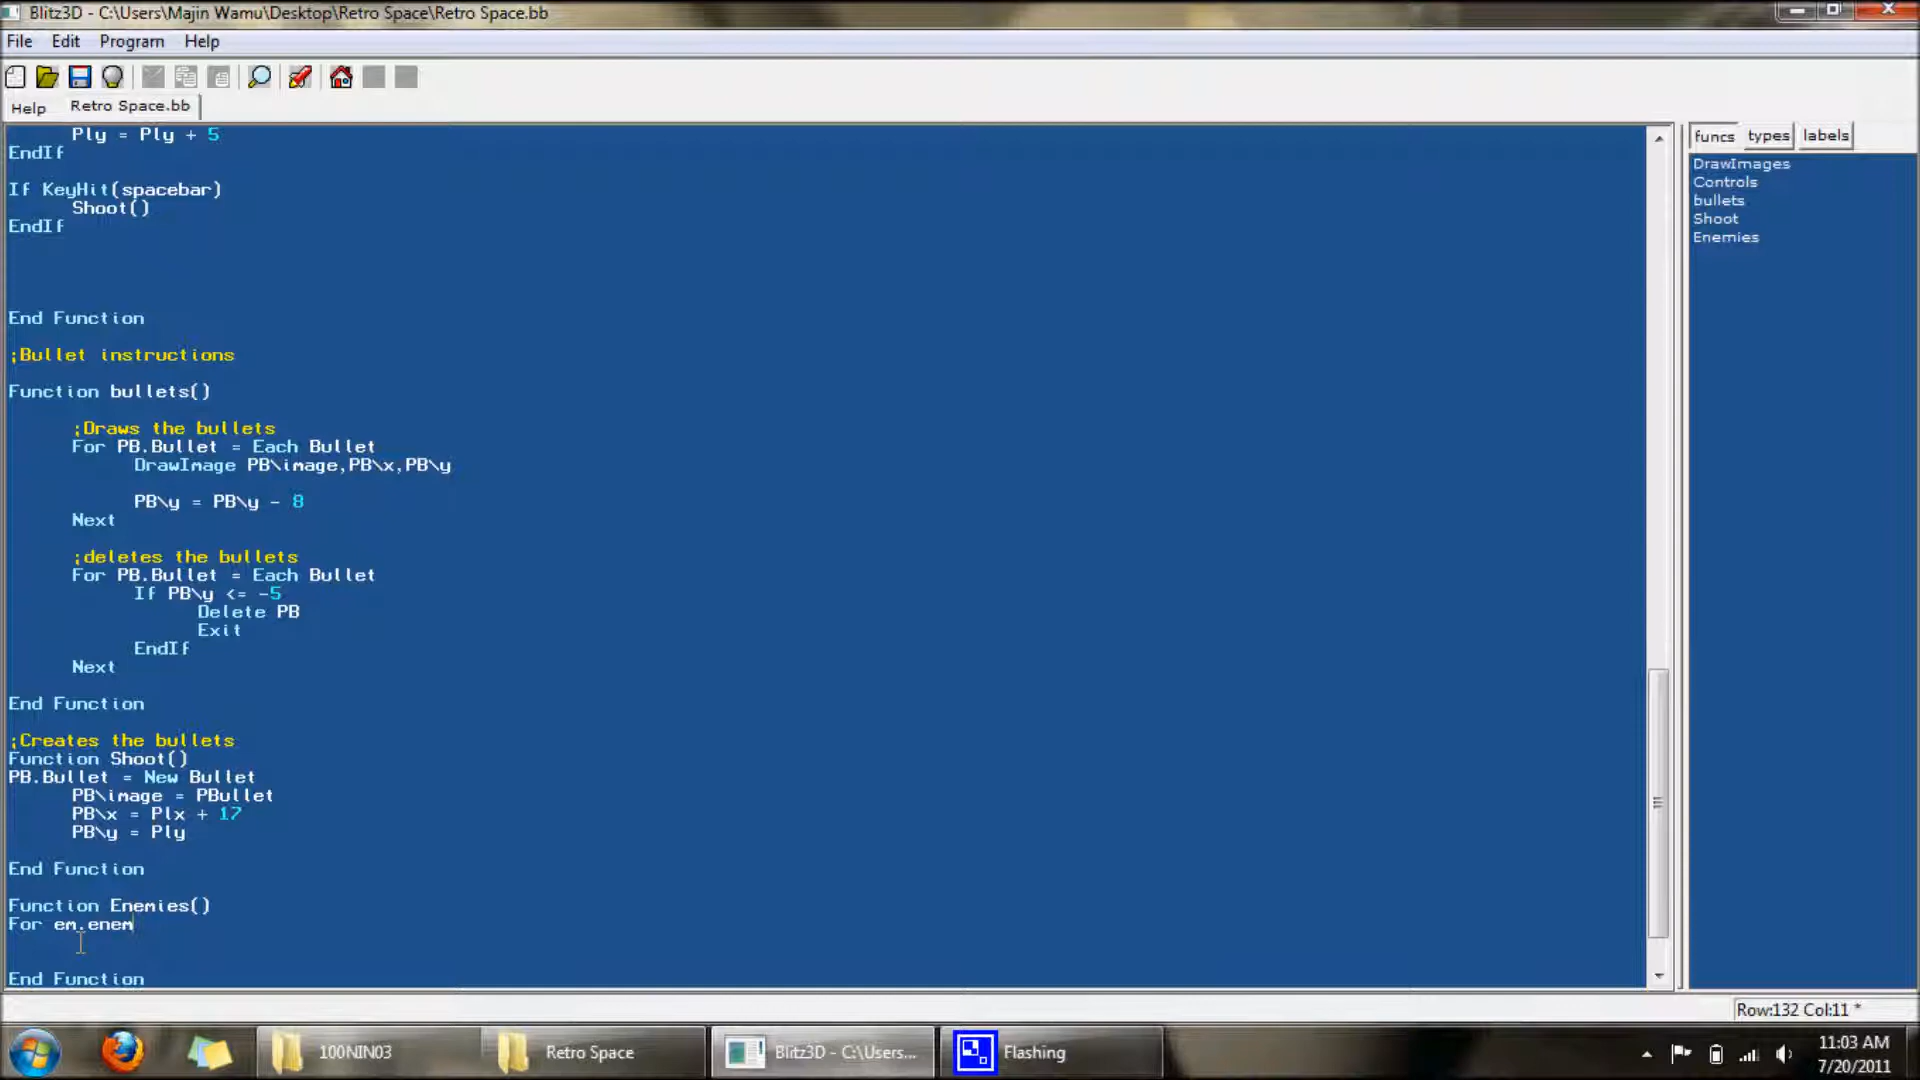 Blitz3D - C:\Users\Majin Wamu\Desktop\Retro Space\Retro Space.bb
File Edit Program Help
Help Retro Space.bb
funcs types labels
Ply = Ply + 5
EndIf
If KeyHit(spacebar)
Shoot()
EndIf
End Function
;Bullet instructions
Function bullets()
;Draws the bullets
For PB.Bullet = Each Bullet
DrawImage PB\image,PB\x,PB\y
PB\y = PB\y - 8
Next
;deletes the bullets
For PB.Bullet = Each Bullet
If PB\y <= -5
Delete PB
Exit
EndIf
Next
End Function
;Creates the bullets
Function Shoot()
PB.Bullet = New Bullet
PB\image = PBullet
PB\x = Plx + 17
PB\y = Ply
End Function
Function Enemies()
For em.enem
End Function
DrawImages
Controls
bullets
Shoot
Enemies
Row:132 Col:11 *
100NIN03 Retro Space Blitz3D - C:\Users... Flashing
11:03 AM
7/20/2011